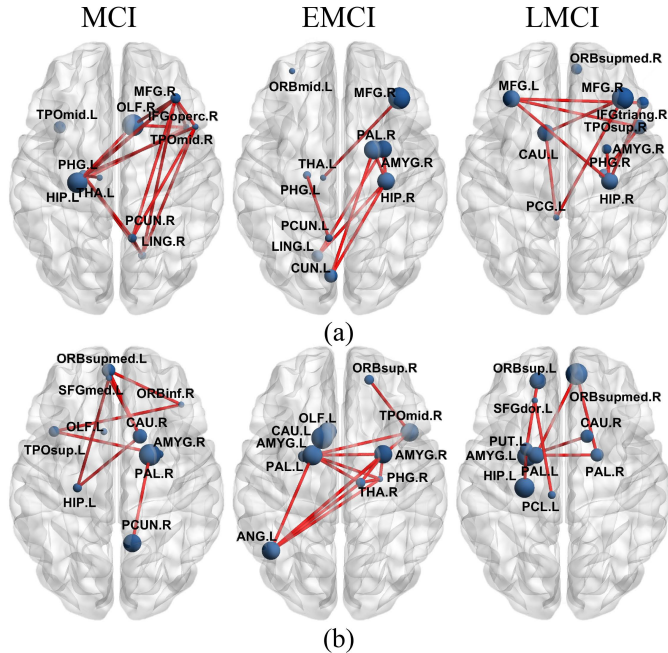 MCI EMCI LMCI
ORBsupmed.R
ORBmid.L
MFG.R MFG.R MFG.L MFG.R
TPOmid.L OLF.R
IFGoperc.R IFGtriang.R
TPOmid.R PAL.R TPOsup.R
AMYG.R CAU.L AMYG.R
PHG.L THA.L PHG.R
THA.L PHG.L
HIP.L HIP.R HIP.R
PCUN.R PCUN.L PCG.L
LING.R LING.L
CUN.L
(a)
ORBsupmed.L ORBsup.R ORBsup.L
SFGmed.L ORBinf.R ORBsupmed.R
SFGdor.L
OLF.L CAU.R OLF.L TPOmid.R
CAU.L CAU.R
TPOsup.L AMYG.R AMYG.L PUT.L
PAL.L AMYG.R AMYG.L
PAL.R PAL.L PAL.R
HIP.L PHG.R HIP.L
THA.R
PCL.L
PCUN.R
ANG.L
(b)